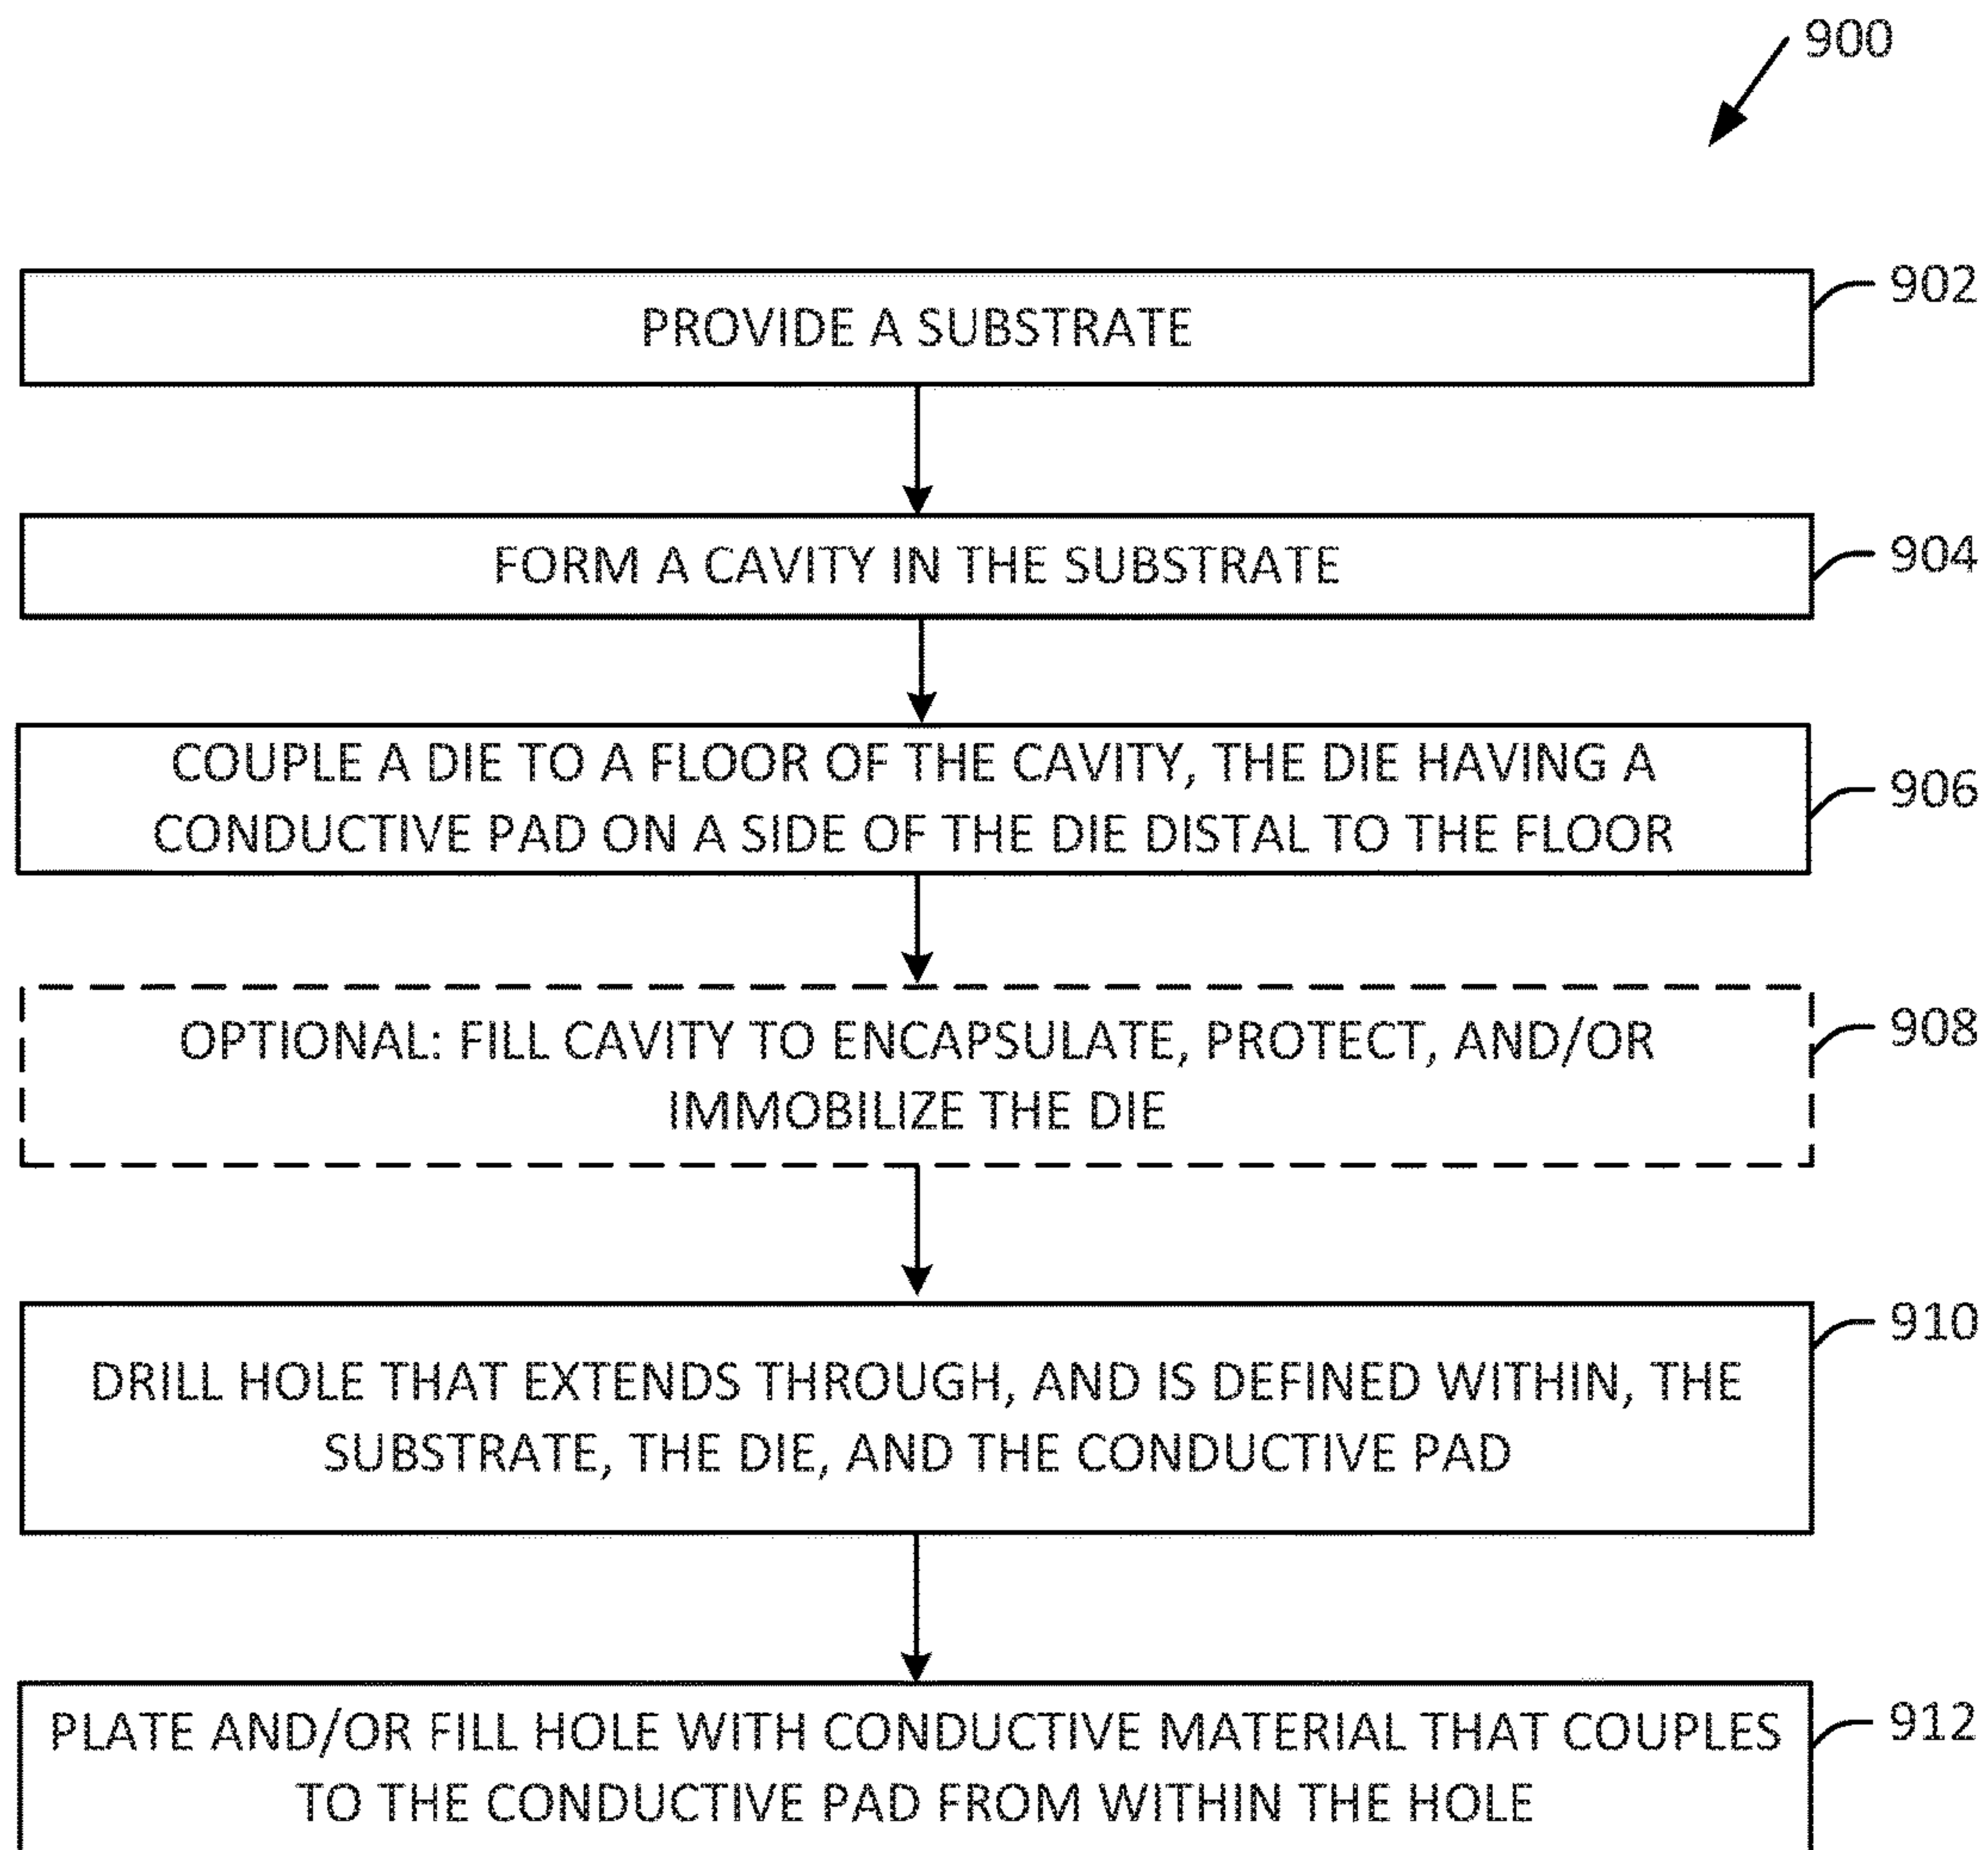 900
PROVIDE A SUBSTRATE
902
FORM A CAVITY IN THE SUBSTRATE
904
COUPLE A DIE TO A FLOOR OF THE CAVITY, THE DIE HAVING A
CONDUCTIVE PAD ON A SIDE OF THE DIE DISTAL TO THE FLOOR
906
OPTIONAL: FILL CAVITY TO ENCAPSULATE, PROTECT, AND/OR
IMMOBILIZE THE DIE
908
DRILL HOLE THAT EXTENDS THROUGH, AND IS DEFINED WITHIN, THE
SUBSTRATE, THE DIE, AND THE CONDUCTIVE PAD
910
PLATE AND/OR FILL HOLE WITH CONDUCTIVE MATERIAL THAT COUPLES
TO THE CONDUCTIVE PAD FROM WITHIN THE HOLE
912